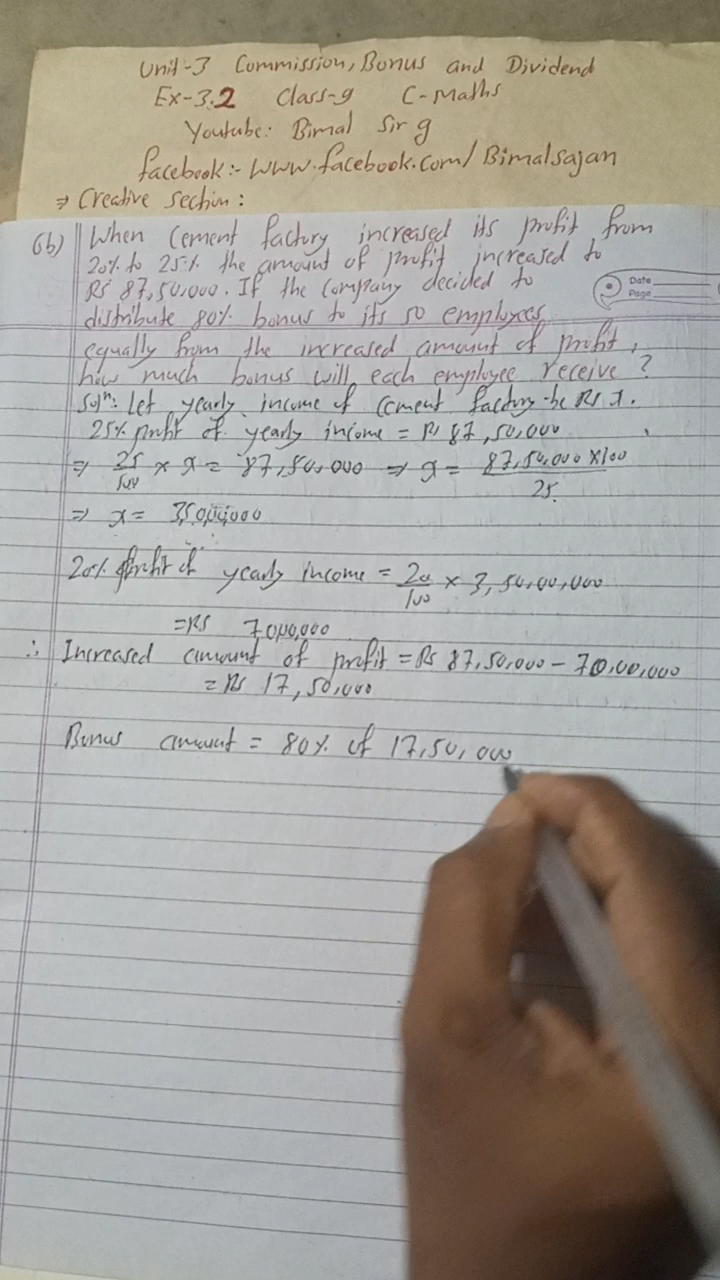 Unit-3 Commission, Bonus and Dividend
Ex-3.2 Class-9 C-Maths
Youtube: Bimal Sir g
facebook:- www.facebook.com/Bimalsajan
⇒ Creative section:
6b) When cement factory increased its profit from
20% to 25% the amount of profit increased to
RS 87,50,000. If the company decided to
Date
Page
distribute 80% bonus to its 50 employees
equally from the increased amount of profit,
how much bonus will each employee receive?
Solⁿ: Let yearly income of cement factory be RS x.
25% profit of yearly income = Rs 87,50,000
⇒ 25/100 × x = 87,50,000 ⇒ x = 87,50,000×100/25
⇒ x = 35000000
20% profit of yearly income = 20/100 × 3,50,00,000
=RS 7000,000
∴ Increased amount of profit = Rs 87,50,000 - 70,00,000
= Rs 17,50,000
Bonus amount = 80% of 17,50,000